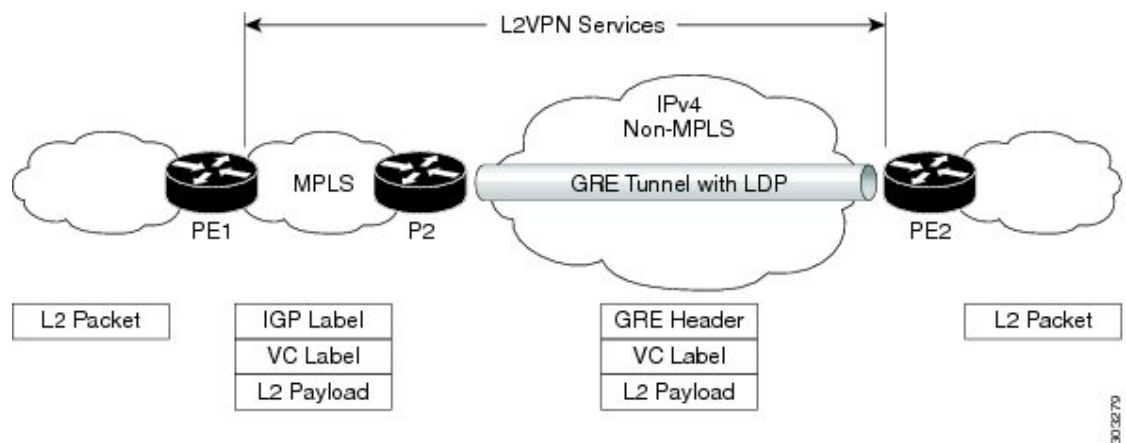 L2VPN Services
IPv4
Non-MPLS
MPLS
GRE Tunnel with LDP
PE1
P2
PE2
L2 Packet
IGP Label
VC Label
L2 Payload
GRE Header
VC Label
L2 Payload
L2 Packet
303279